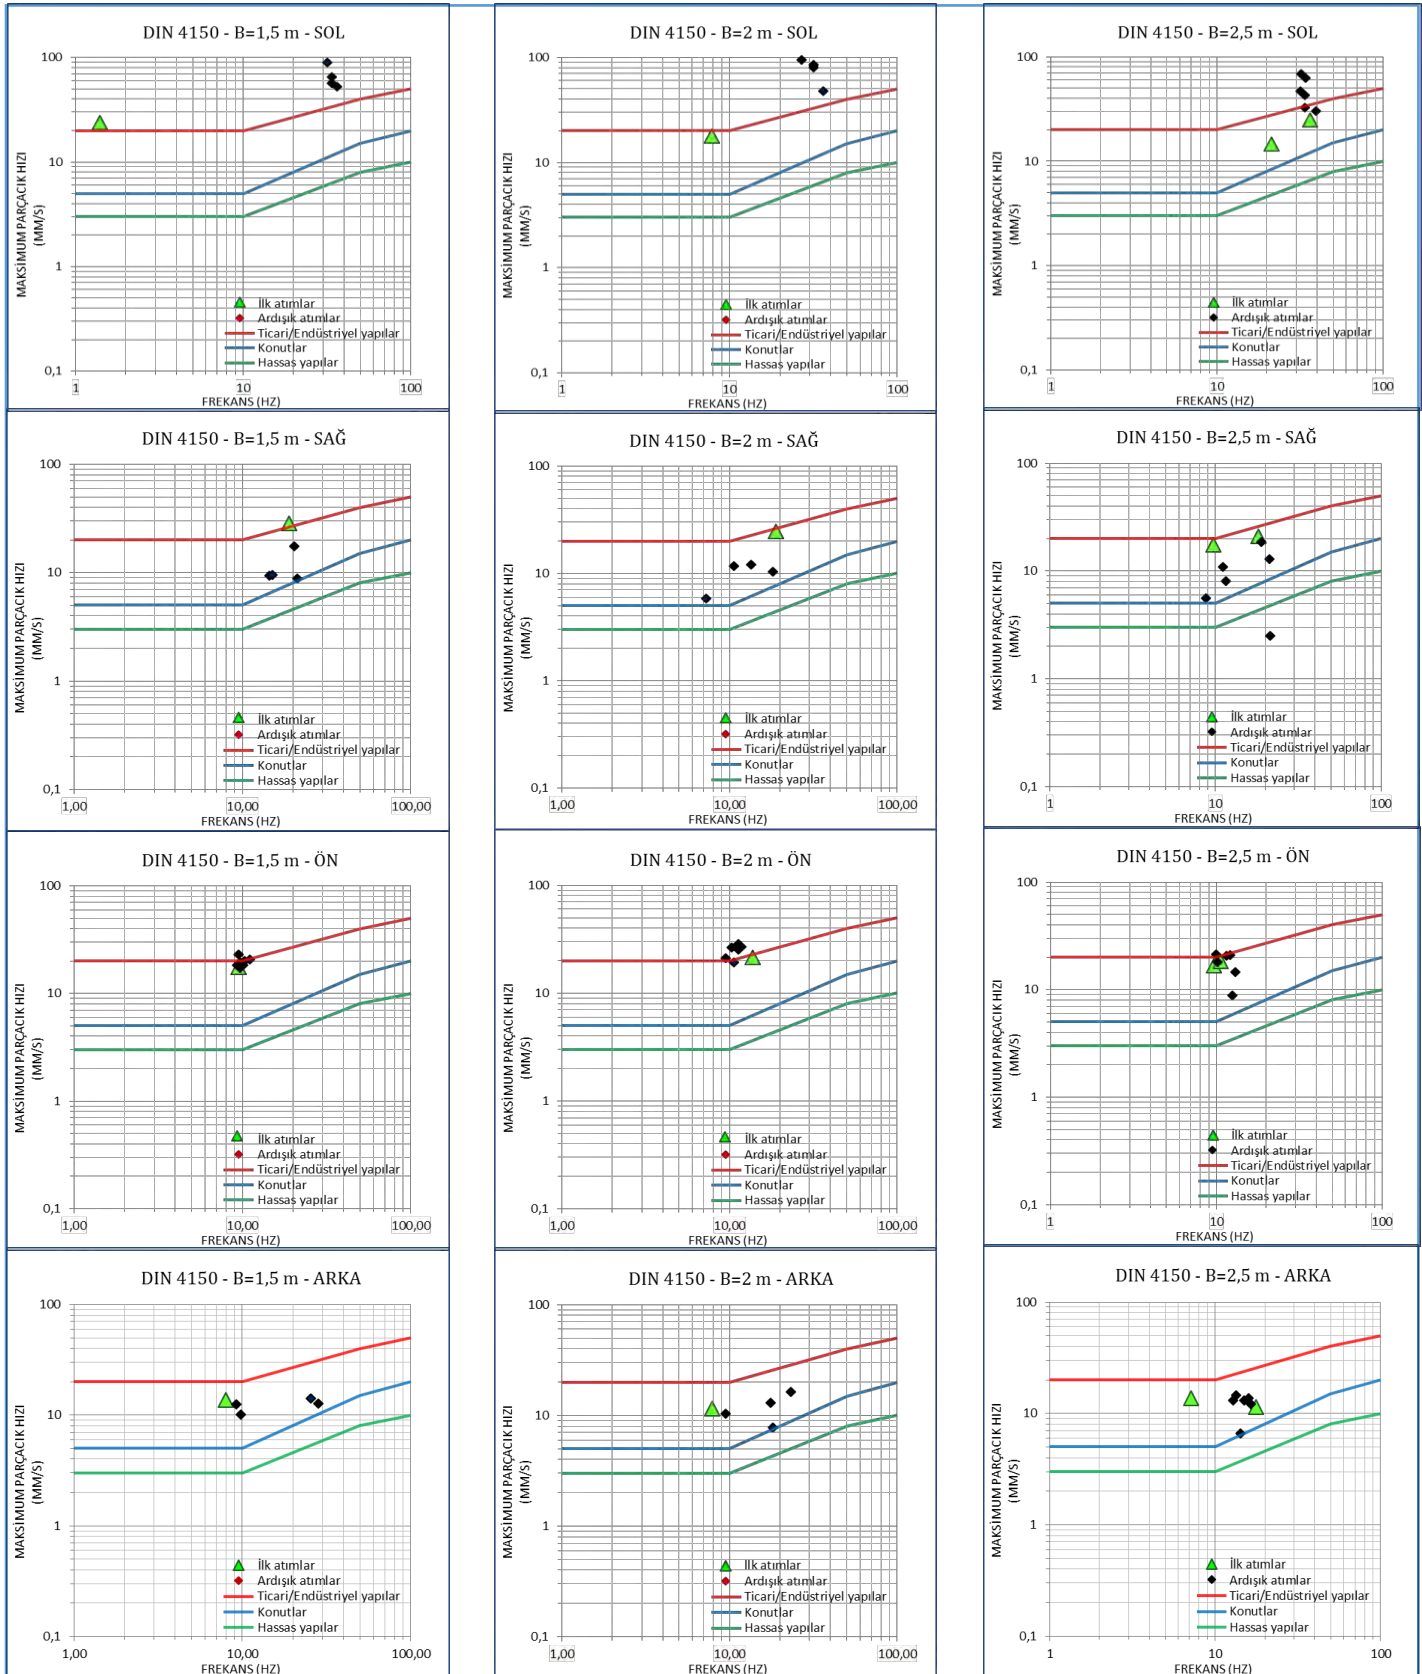 DIN 4150 - B=1,5 m - SOL
MAKSİMUM PARÇACIK HIZI
(MM/S)
100
10
1
0,1
İlk atımlar
Ardışık atımlar
Ticari/Endüstriyel yapılar
Konutlar
Hassas yapılar
1 10 100
FREKANS (HZ)
DIN 4150 - B=2 m - SOL
MAKSİMUM PARÇACIK HIZI
(MM/S)
100
10
1
0,1
İlk atımlar
Ardışık atımlar
Ticari/Endüstriyel yapılar
Konutlar
Hassas yapılar
1 10 100
FREKANS (HZ)
DIN 4150 - B=2,5 m - SOL
MAKSİMUM PARÇACIK HIZI
(MM/S)
100
10
1
0,1
İlk atımlar
Ardışık atımlar
Ticari/Endüstriyel yapılar
Konutlar
Hassas yapılar
1 10 100
FREKANS (HZ)
DIN 4150 - B=1,5 m - SAĞ
MAKSİMUM PARÇACIK HIZI
(MM/S)
100
10
1
0,1
İlk atımlar
Ardışık atımlar
Ticari/Endüstriyel yapılar
Konutlar
Hassas yapılar
1,00 10,00 100,00
FREKANS (HZ)
DIN 4150 - B=2 m - SAĞ
MAKSİMUM PARÇACIK HIZI
(MM/S)
100
10
1
0,1
İlk atımlar
Ardışık atımlar
Ticari/Endüstriyel yapılar
Konutlar
Hassas yapılar
1,00 10,00 100,00
FREKANS (HZ)
DIN 4150 - B=2,5 m - SAĞ
MAKSİMUM PARÇACIK HIZI
(MM/S)
100
10
1
0,1
İlk atımlar
Ardışık atımlar
Ticari/Endüstriyel yapılar
Konutlar
Hassas yapılar
1 10 100
FREKANS (HZ)
DIN 4150 - B=1,5 m - ÖN
MAKSİMUM PARÇACIK HIZI
(MM/S)
100
10
1
0,1
İlk atımlar
Ardışık atımlar
Ticari/Endüstriyel yapılar
Konutlar
Hassas yapılar
1,00 10,00 100,00
FREKANS (HZ)
DIN 4150 - B=2 m - ÖN
MAKSİMUM PARÇACIK HIZI
(MM/S)
100
10
1
0,1
İlk atımlar
Ardışık atımlar
Ticari/Endüstriyel yapılar
Konutlar
Hassas yapılar
1,00 10,00 100,00
FREKANS (HZ)
DIN 4150 - B=2,5 m - ÖN
MAKSİMUM PARÇACIK HIZI
(MM/S)
100
10
1
0,1
İlk atımlar
Ardışık atımlar
Ticari/Endüstriyel yapılar
Konutlar
Hassas yapılar
1 10 100
FREKANS (HZ)
DIN 4150 - B=1,5 m - ARKA
MAKSİMUM PARÇACIK HIZI
(MM/S)
100
10
1
0,1
İlk atımlar
Ardışık atımlar
Ticari/Endüstriyel yapılar
Konutlar
Hassas yapılar
1,00 10,00 100,00
FREKANS (HZ)
DIN 4150 - B=2 m - ARKA
MAKSİMUM PARÇACIK HIZI
(MM/S)
100
10
1
0,1
İlk atımlar
Ardışık atımlar
Ticari/Endüstriyel yapılar
Konutlar
Hassas yapılar
1,00 10,00 100,00
FREKANS (HZ)
DIN 4150 - B=2,5 m - ARKA
MAKSİMUM PARÇACIK HIZI
(MM/S)
100
10
1
0,1
İlk atımlar
Ardışık atımlar
Ticari/Endüstriyel yapılar
Konutlar
Hassas yapılar
1 10 100
FREKANS (HZ)